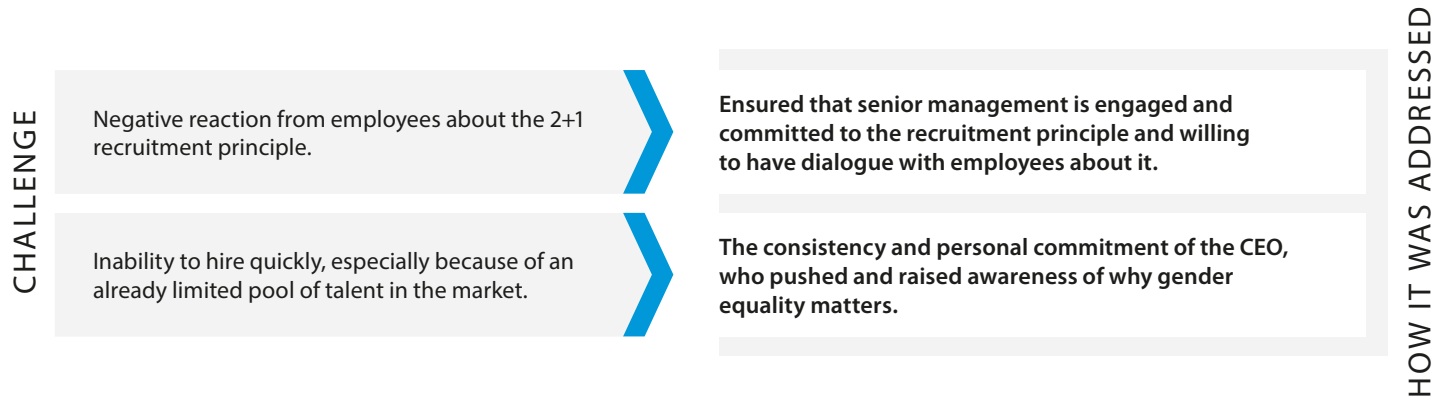 CHALLENGE
Negative reaction from employees about the 2+1
recruitment principle.
Ensured that senior management is engaged and
committed to the recruitment principle and willing
to have dialogue with employees about it.
Inability to hire quickly, especially because of an
already limited pool of talent in the market.
The consistency and personal commitment of the CEO,
who pushed and raised awareness of why gender
equality matters.
HOW IT WAS ADDRESSED